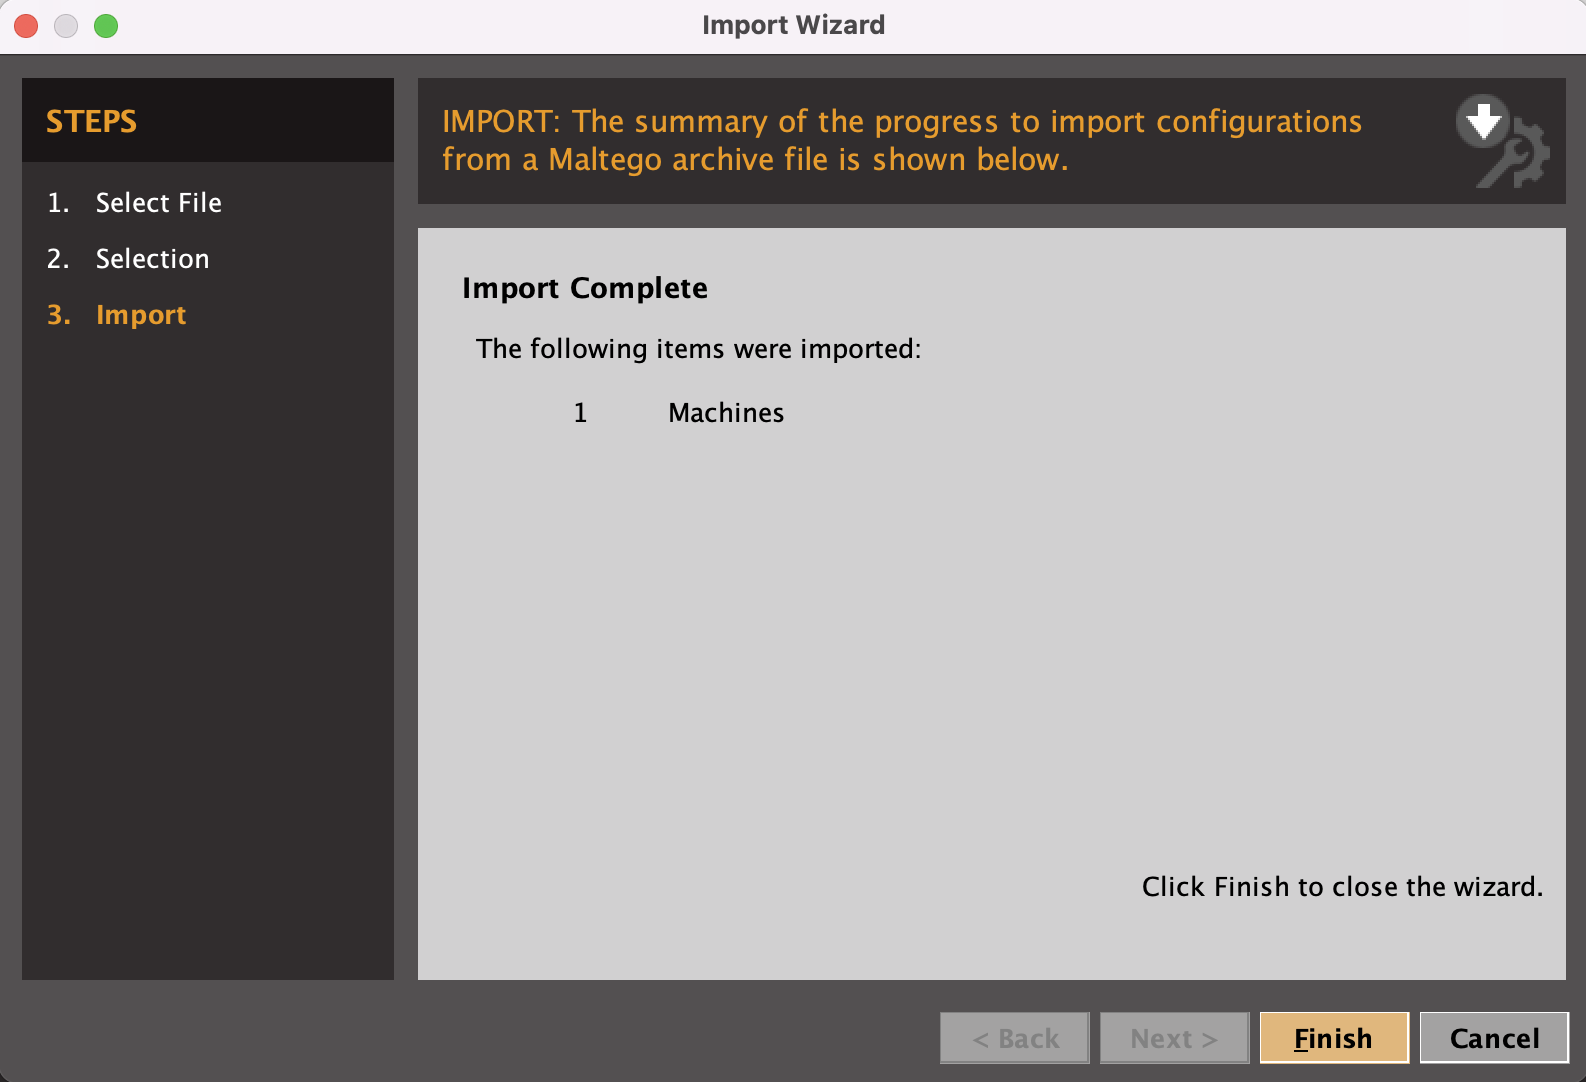 Import Wizard
STEPS
1. Select File
2. Selection
3. Import
IMPORT: The summary of the progress to import configurations
from a Maltego archive file is shown below.
Import Complete
The following items were imported:
1 Machines
Click Finish to close the wizard.
< Back
Next >
Finish
Cancel